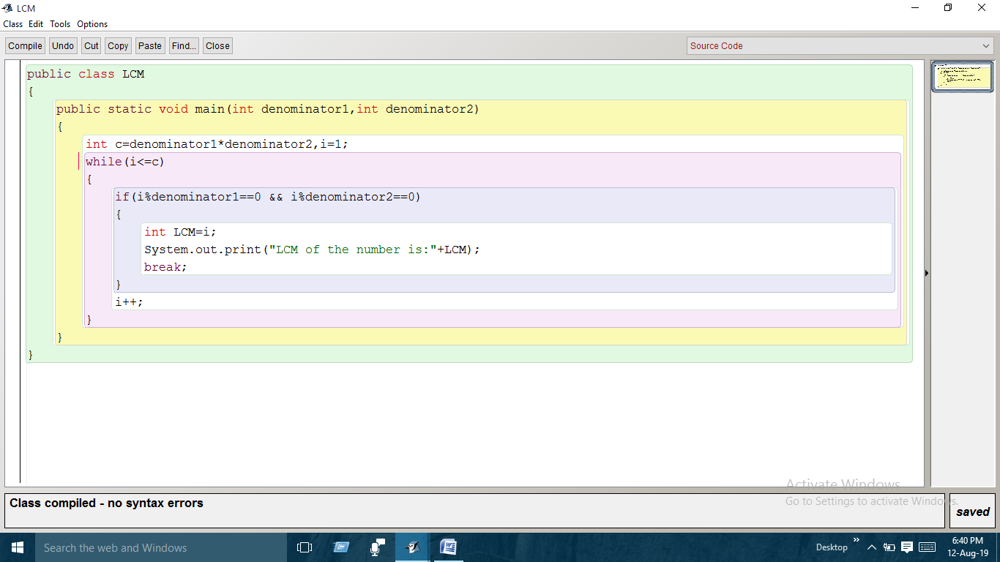 LCM
Class Edit Tools Options
Compile Undo Cut Copy Paste Find... Close Source Code
public class LCM
{
public static void main(int denominator1,int denominator2)
{
int c=denominator1*denominator2,i=1;
while(i<=c)
{
if(i%denominator1==0 && i%denominator2==0)
{
int LCM=i;
System.out.print("LCM of the number is:"+LCM);
break;
}
i++;
}
}
}
Activate Windows
Go to Settings to activate Windows.
Class compiled - no syntax errors
saved
Search the web and Windows
Desktop
6:40 PM
12-Aug-19